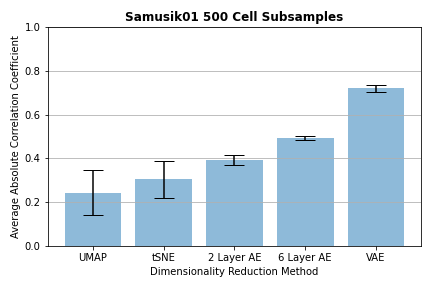 Samusik01 500 Cell Subsamples
Average Absolute Correlation Coefficient
1.0
0.8
0.6
0.4
0.2
0.0
UMAP tSNE 2 Layer AE 6 Layer AE VAE
Dimensionality Reduction Method